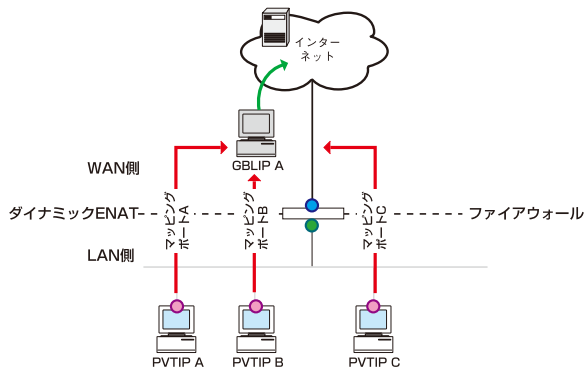 インター
ネット
GBLIP A
WAN側
マッピング
ポートA
マッピング
ポートB
マッピング
ポートC
ダイナミックENAT
ファイアウォール
LAN側
PVTIP A
PVTIP B
PVTIP C